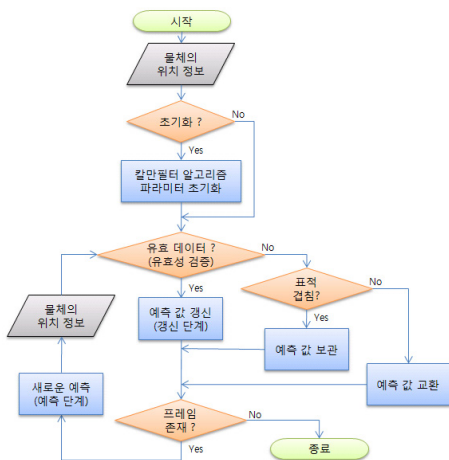 시작
물체의
위치 정보
초기화 ?
No
Yes
칼만필터 알고리즘
파라미터 초기화
유효 데이터 ?
(유효성 검증)
No
Yes
표적
겹침?
No
Yes
물체의
위치 정보
예측 값 갱신
(갱신 단계)
예측 값 보관
새로운 예측
(예측 단계)
예측 값 교환
프레임
존재 ?
No
Yes
종료